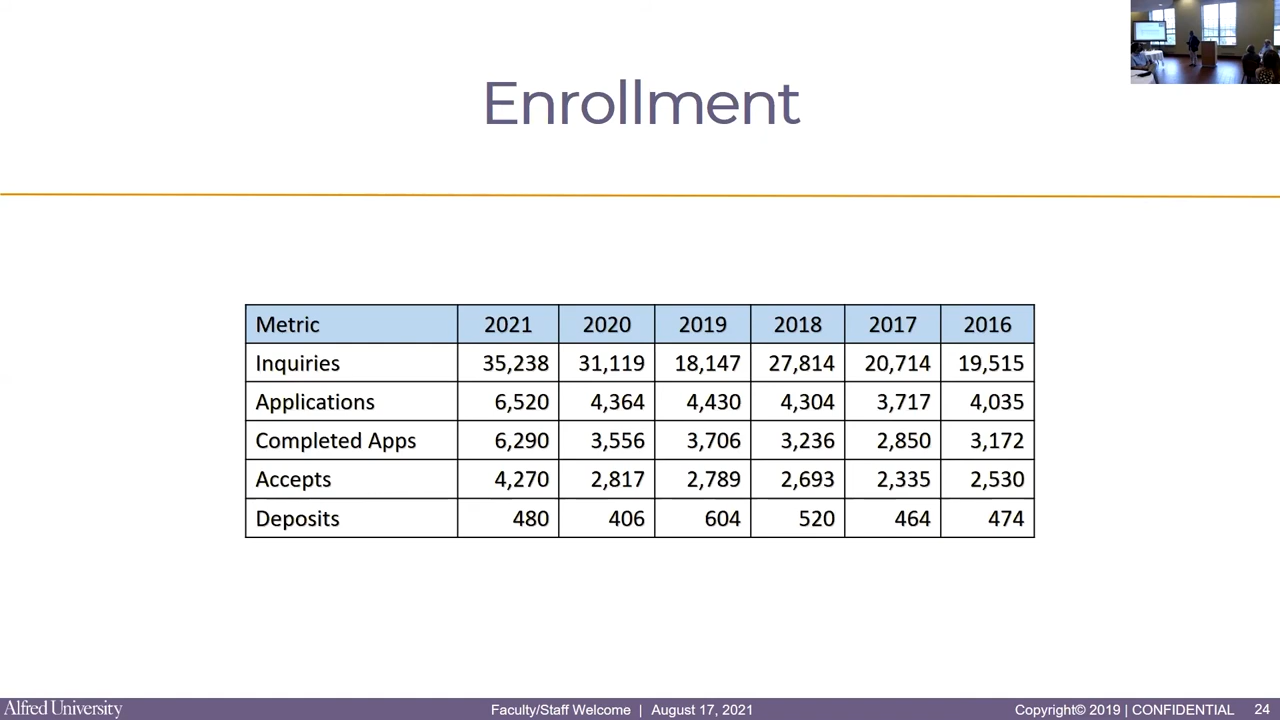 Enrollment
Metric 2021 2020 2019 2018 2017 2016
Inquiries 35,238 31,119 18,147 27,814 20,714 19,515
Applications 6,520 4,364 4,430 4,304 3,717 4,035
Completed Apps 6,290 3,556 3,706 3,236 2,850 3,172
Accepts 4,270 2,817 2,789 2,693 2,335 2,530
Deposits 480 406 604 520 464 474
Alfred University Faculty/Staff Welcome | August 17, 2021 Copyright© 2019 | CONFIDENTIAL 24